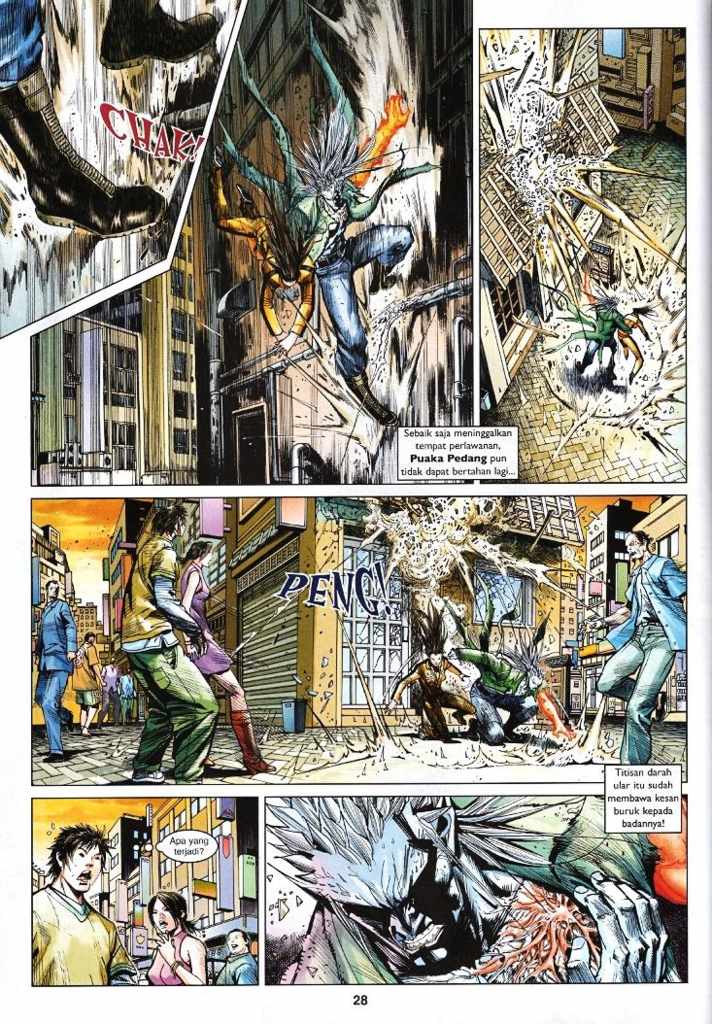 CHAK!
Sebaik saja meninggalkan
tempat perlawanan,
Puaka Pedang pun
tidak dapat bertahan lagi...
PENG!
Titisan darah
ular itu sudah
membawa kesan
buruk kepada
badannya!
Apa yang
terjadi?
28